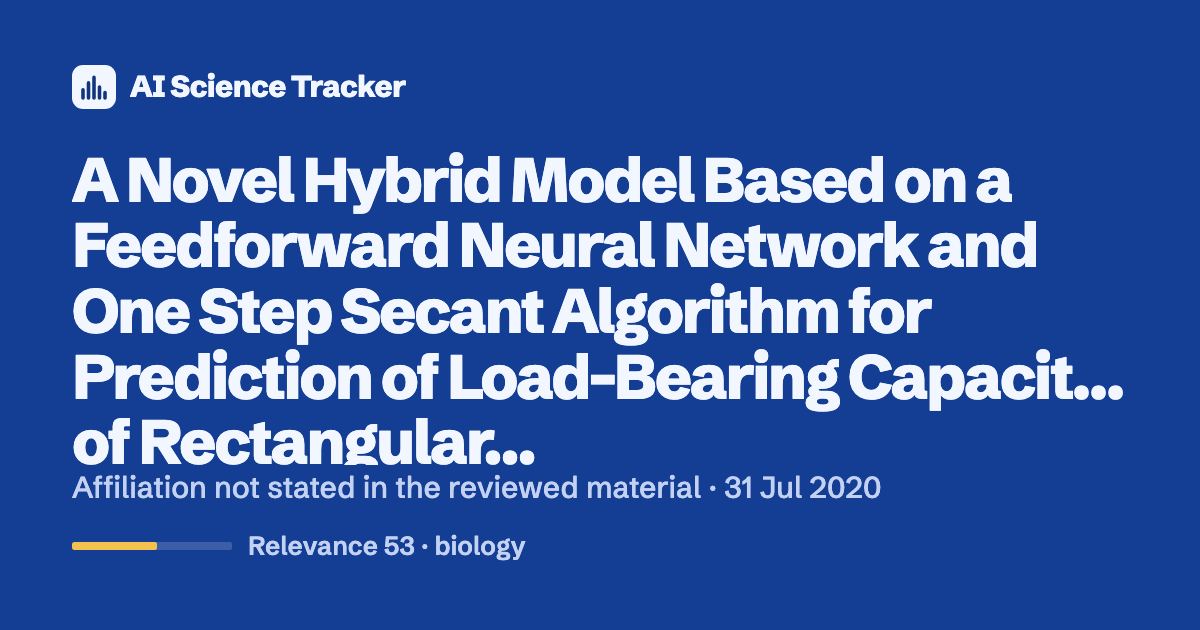 AI Science Tracker
A Novel Hybrid Model Based on a
Feedforward Neural Network and
One Step Secant Algorithm for
Prediction of Load-Bearing Capacit...
of Rectangular...
Affiliation not stated in the reviewed material · 31 Jul 2020
Relevance 53 · biology